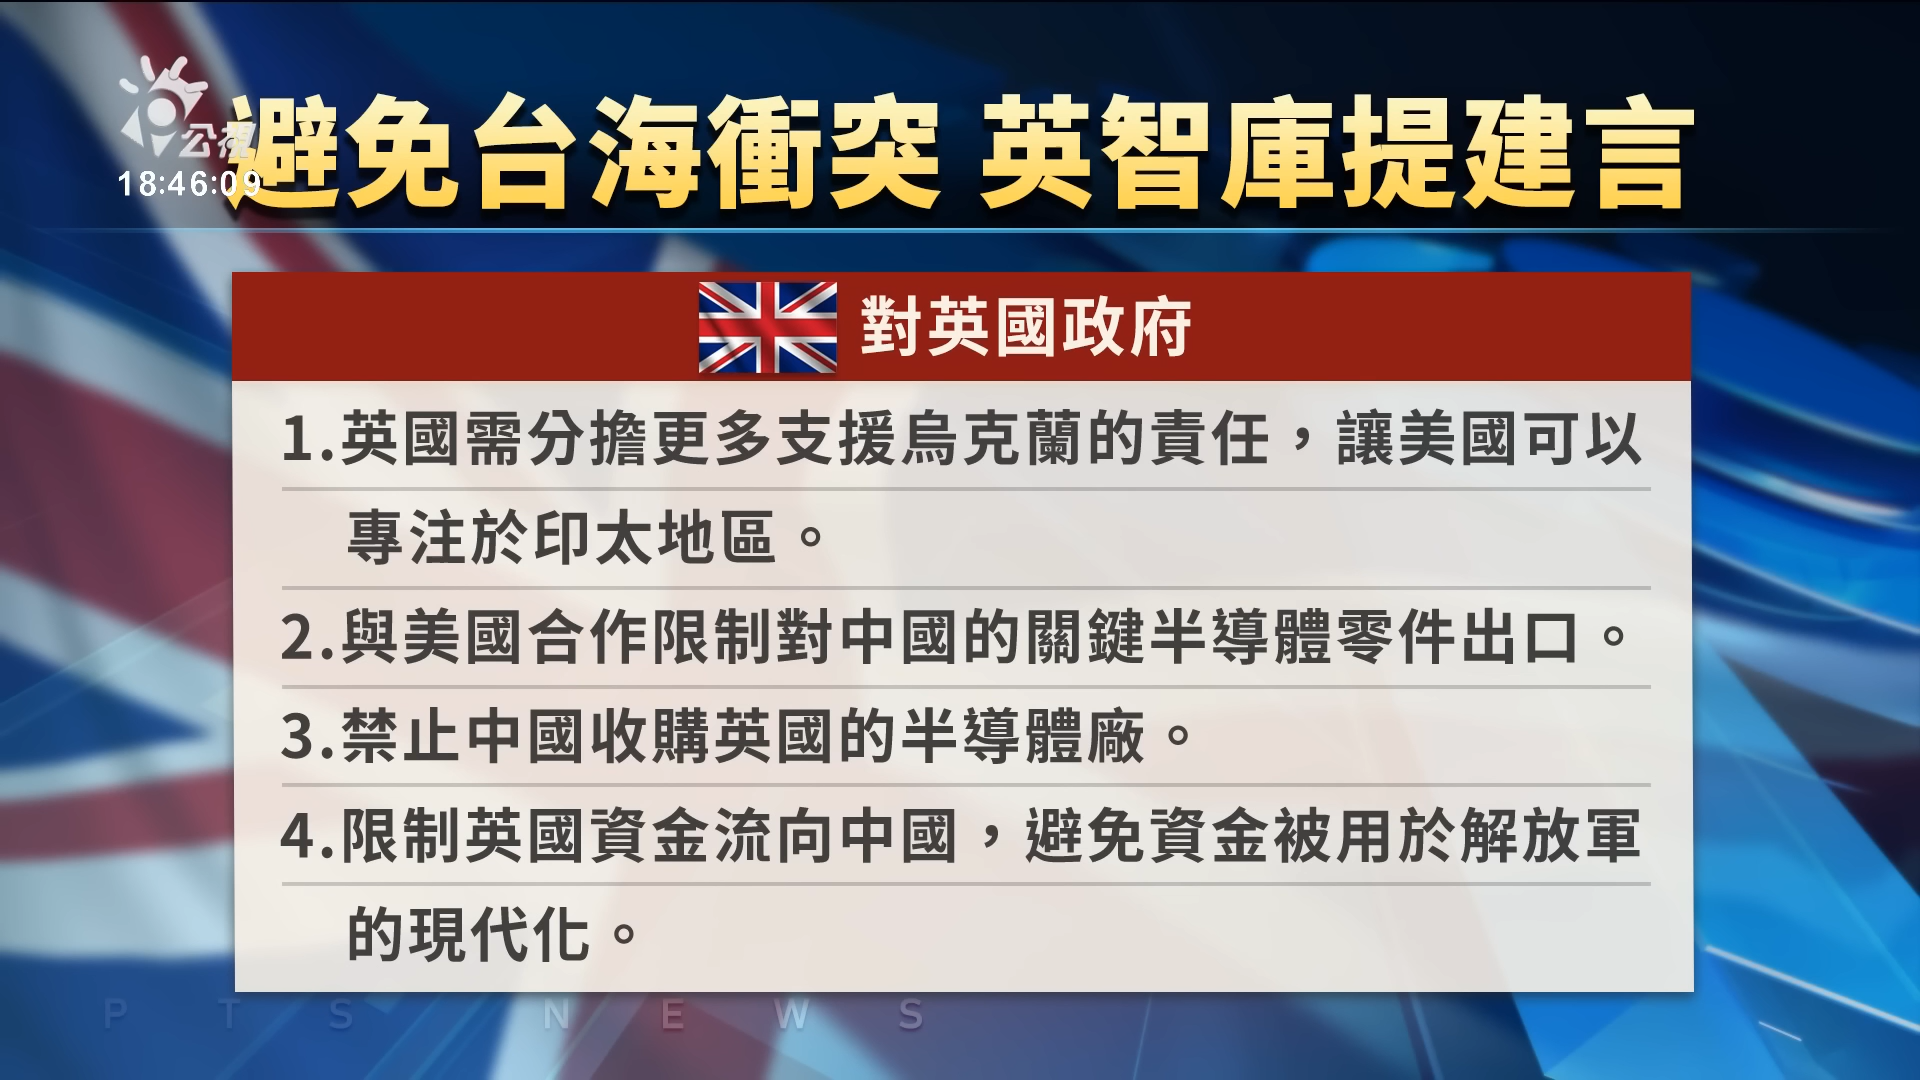 公視
18:46:09
避免台海衝突 英智庫提建言
對英國政府
1.英國需分擔更多支援烏克蘭的責任，讓美國可以
專注於印太地區。
2.與美國合作限制對中國的關鍵半導體零件出口。
3.禁止中國收購英國的半導體廠。
4.限制英國資金流向中國，避免資金被用於解放軍
的現代化。
PTS NEWS